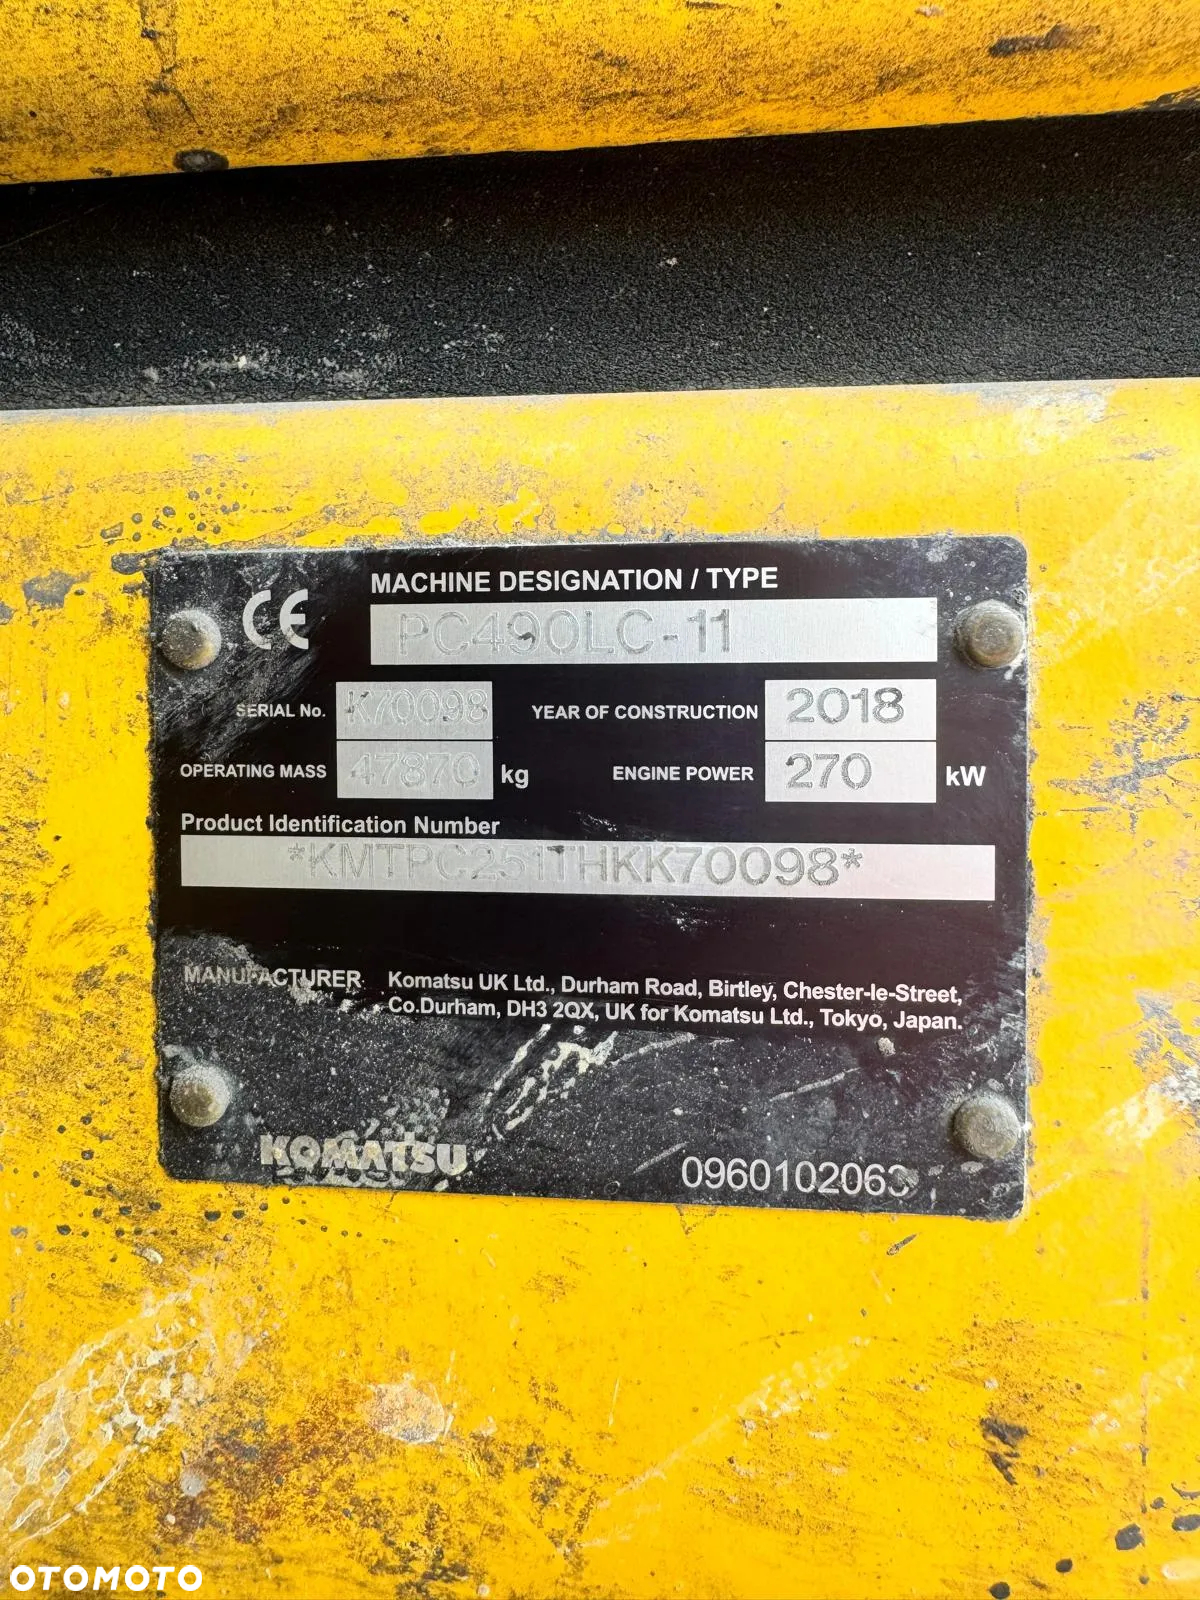 CE
MACHINE DESIGNATION / TYPE
PC490LC-11
SERIAL No. K70098 YEAR OF CONSTRUCTION 2018
OPERATING MASS 47870 kg ENGINE POWER 270 kW
Product Identification Number
*KMTPC251THKK70098*
MANUFACTURER Komatsu UK Ltd., Durham Road, Birtley, Chester-le-Street,
Co.Durham, DH3 2QX, UK for Komatsu Ltd., Tokyo, Japan.
KOMATSU 0960102063
OTOMOTO